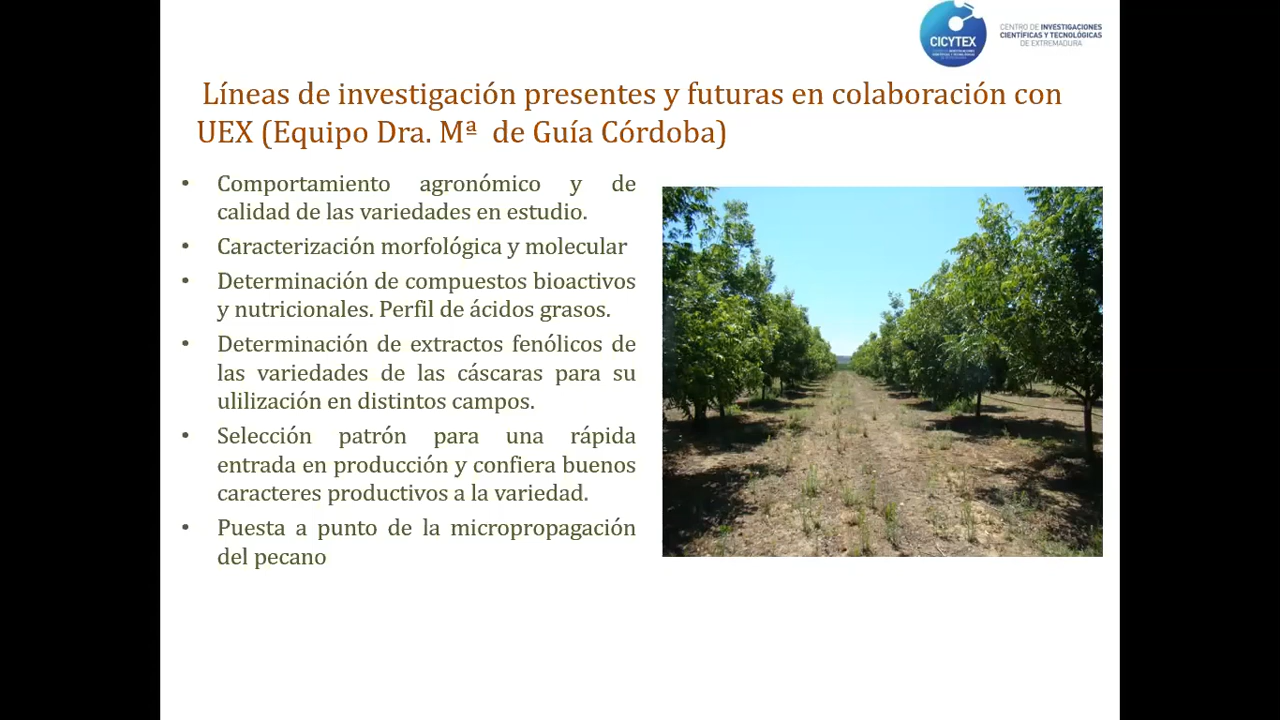 CICYTEX
CENTRO DE INVESTIGACIONES
CIENTÍFICAS Y TECNOLÓGICAS
DE EXTREMADURA
Líneas de investigación presentes y futuras en colaboración con
UEX (Equipo Dra. Mª de Guía Córdoba)
• Comportamiento agronómico y de
calidad de las variedades en estudio.
• Caracterización morfológica y molecular
• Determinación de compuestos bioactivos
y nutricionales. Perfil de ácidos grasos.
• Determinación de extractos fenólicos de
las variedades de las cáscaras para su
ulilización en distintos campos.
• Selección patrón para una rápida
entrada en producción y confiera buenos
caracteres productivos a la variedad.
• Puesta a punto de la micropropagación
del pecano